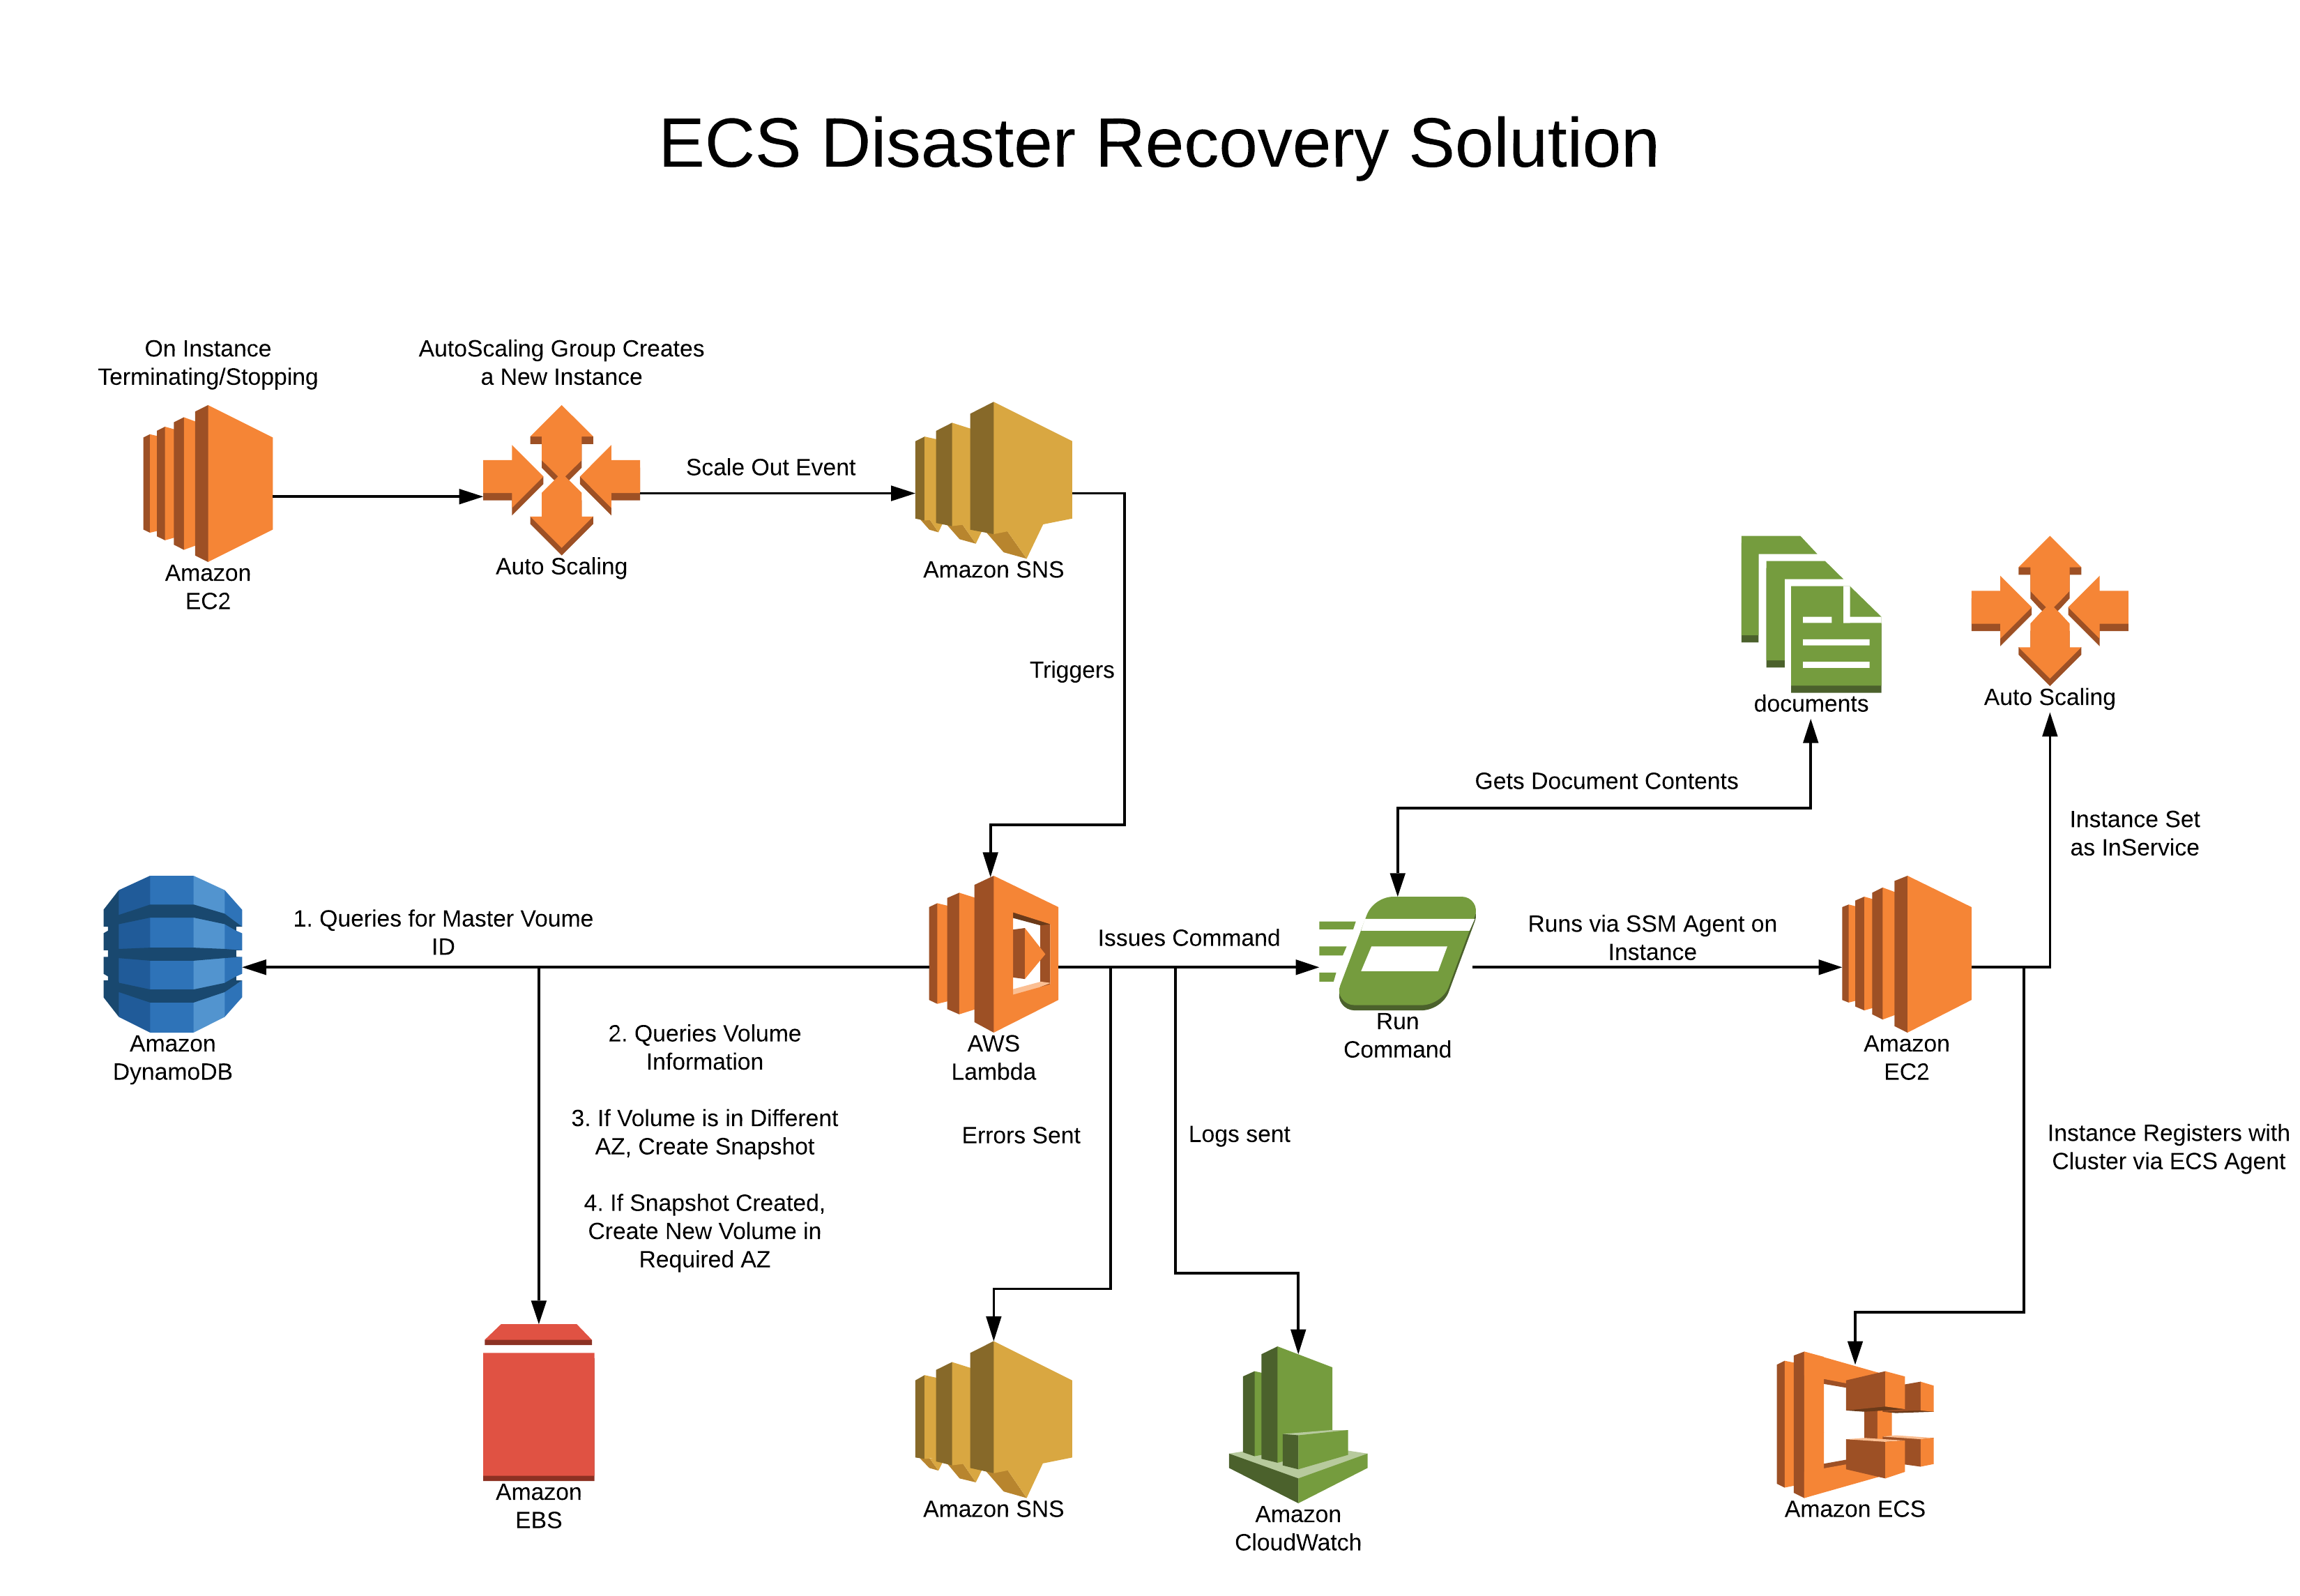 ECS Disaster Recovery Solution
On Instance
Terminating/Stopping
AutoScaling Group Creates
a New Instance
Scale Out Event
Amazon
EC2
Auto Scaling
Amazon SNS
Triggers
documents
Auto Scaling
Gets Document Contents
Instance Set
as InService
1. Queries for Master Voume
ID
Issues Command
Runs via SSM Agent on
Instance
Amazon
DynamoDB
2. Queries Volume
Information
3. If Volume is in Different
AZ, Create Snapshot
4. If Snapshot Created,
Create New Volume in
Required AZ
AWS
Lambda
Run
Command
Amazon
EC2
Errors Sent
Logs sent
Instance Registers with
Cluster via ECS Agent
Amazon
EBS
Amazon SNS
Amazon
CloudWatch
Amazon ECS